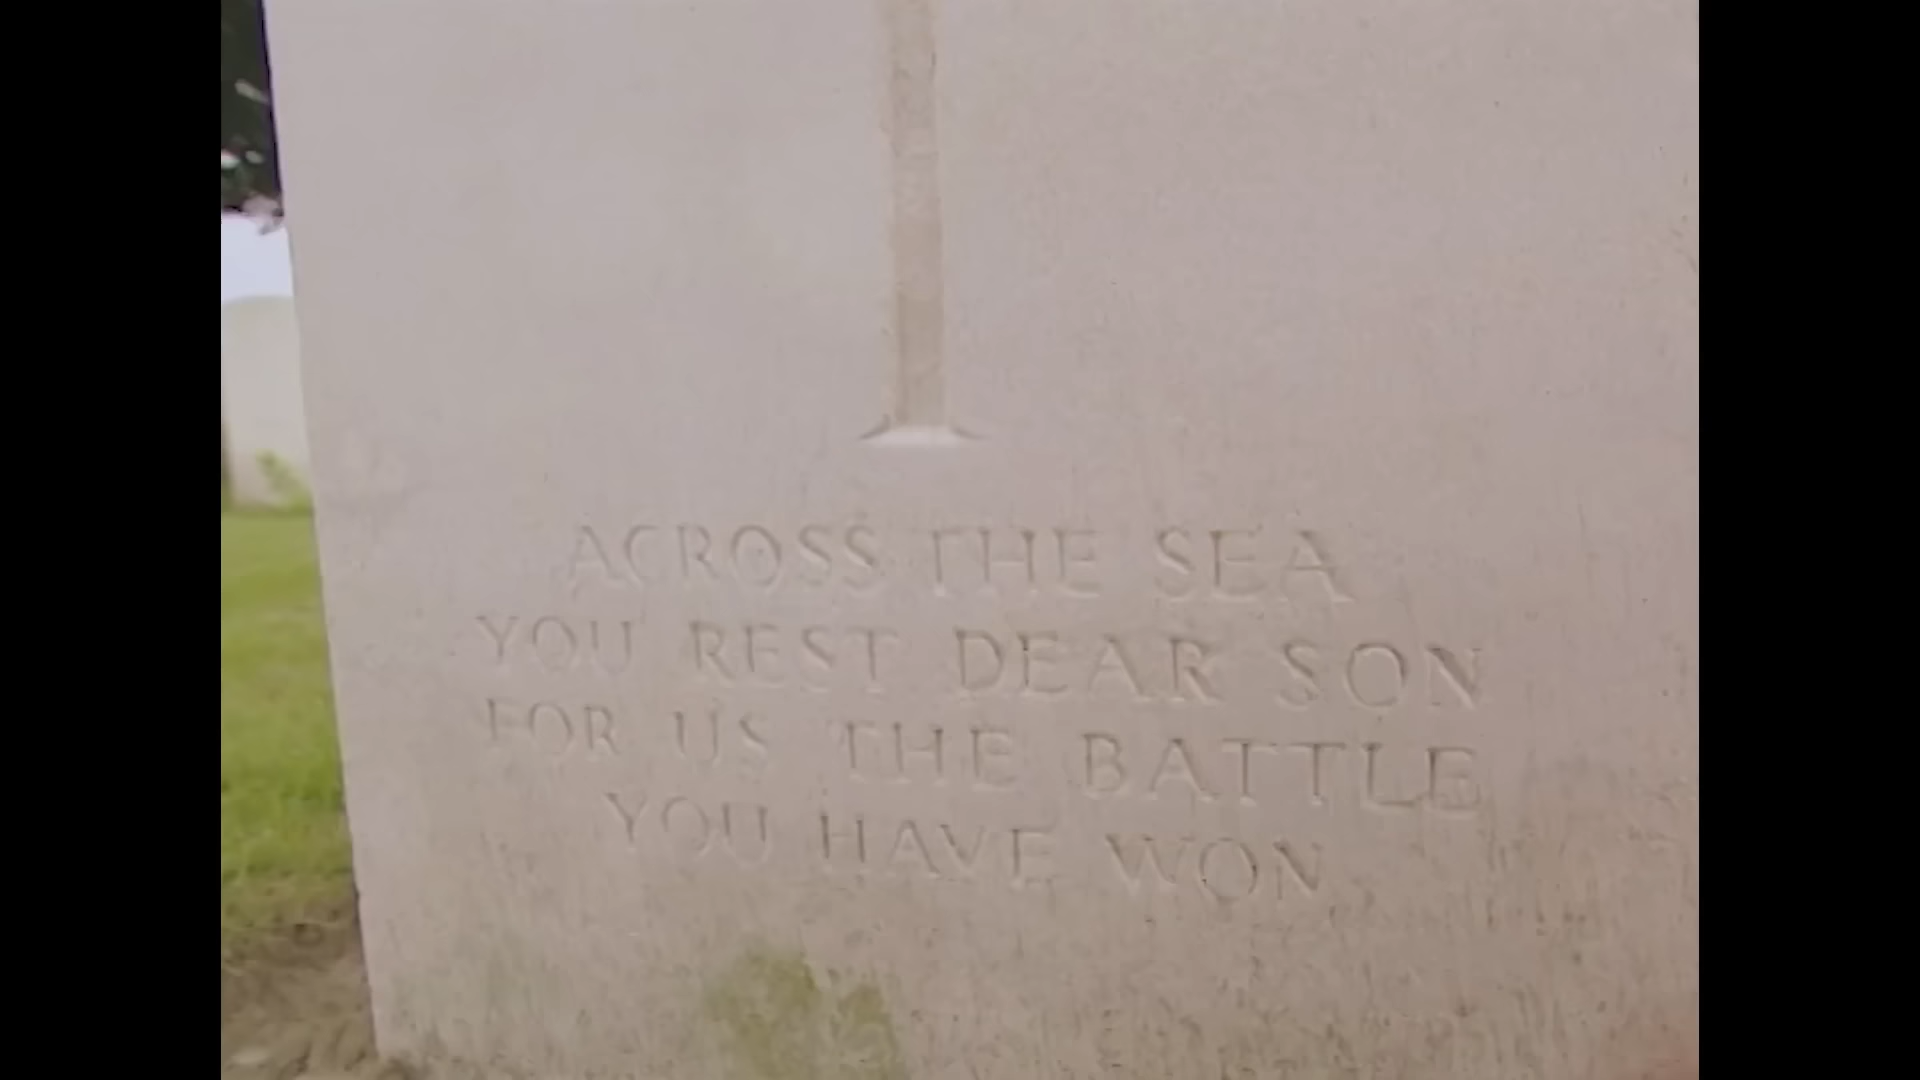 ACROSS THE SEA
YOU REST DEAR SON
FOR US THE BATTLE
YOU HAVE WON